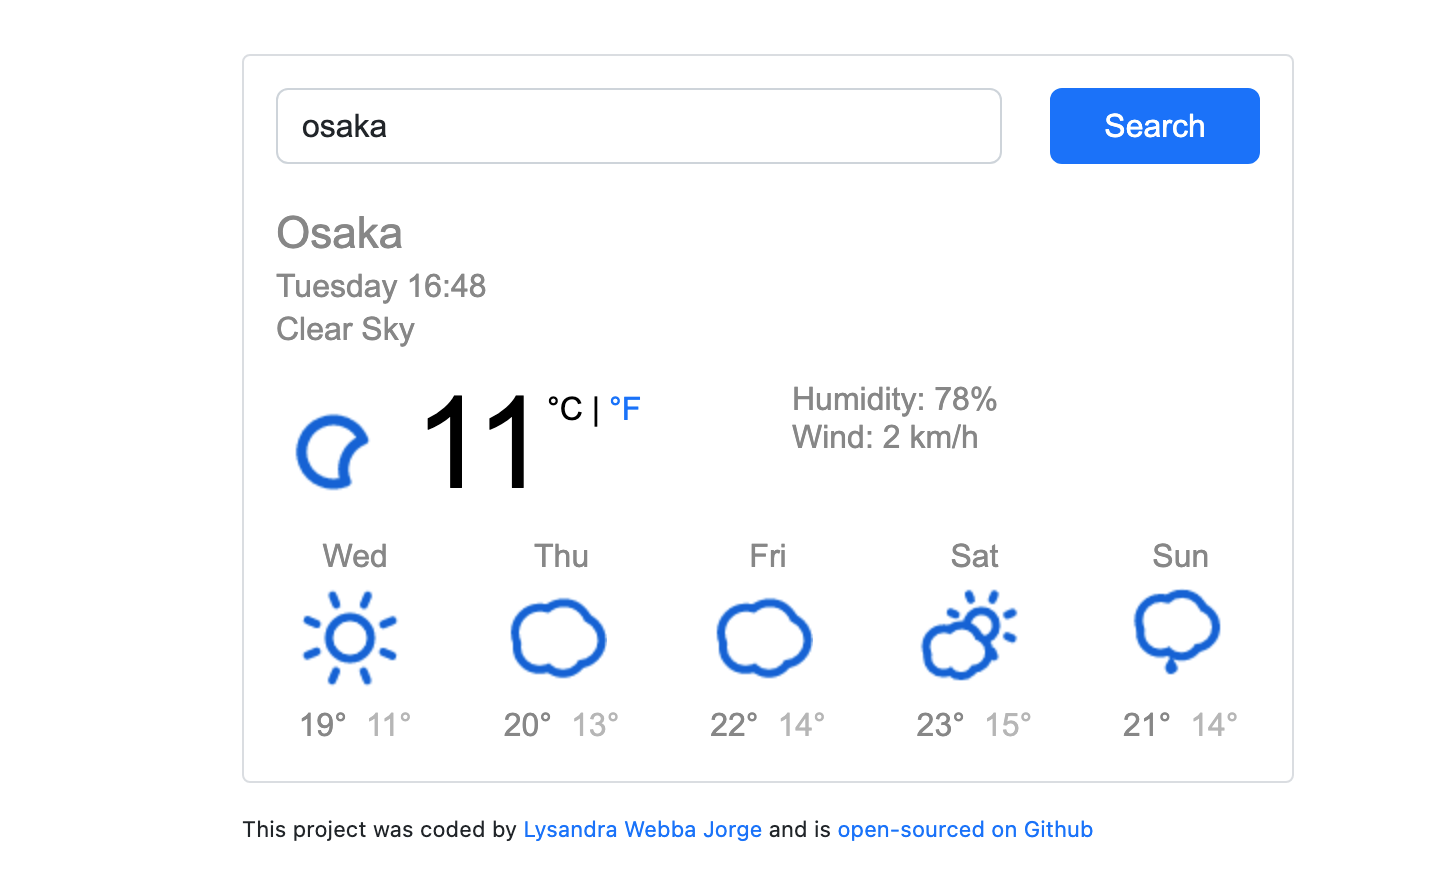 osaka
Search
Osaka
Tuesday 16:48
Clear Sky
11 °C | °F
Humidity: 78%
Wind: 2 km/h
Wed Thu Fri Sat Sun
19° 11° 20° 13° 22° 14° 23° 15° 21° 14°
This project was coded by Lysandra Webba Jorge and is open-sourced on Github